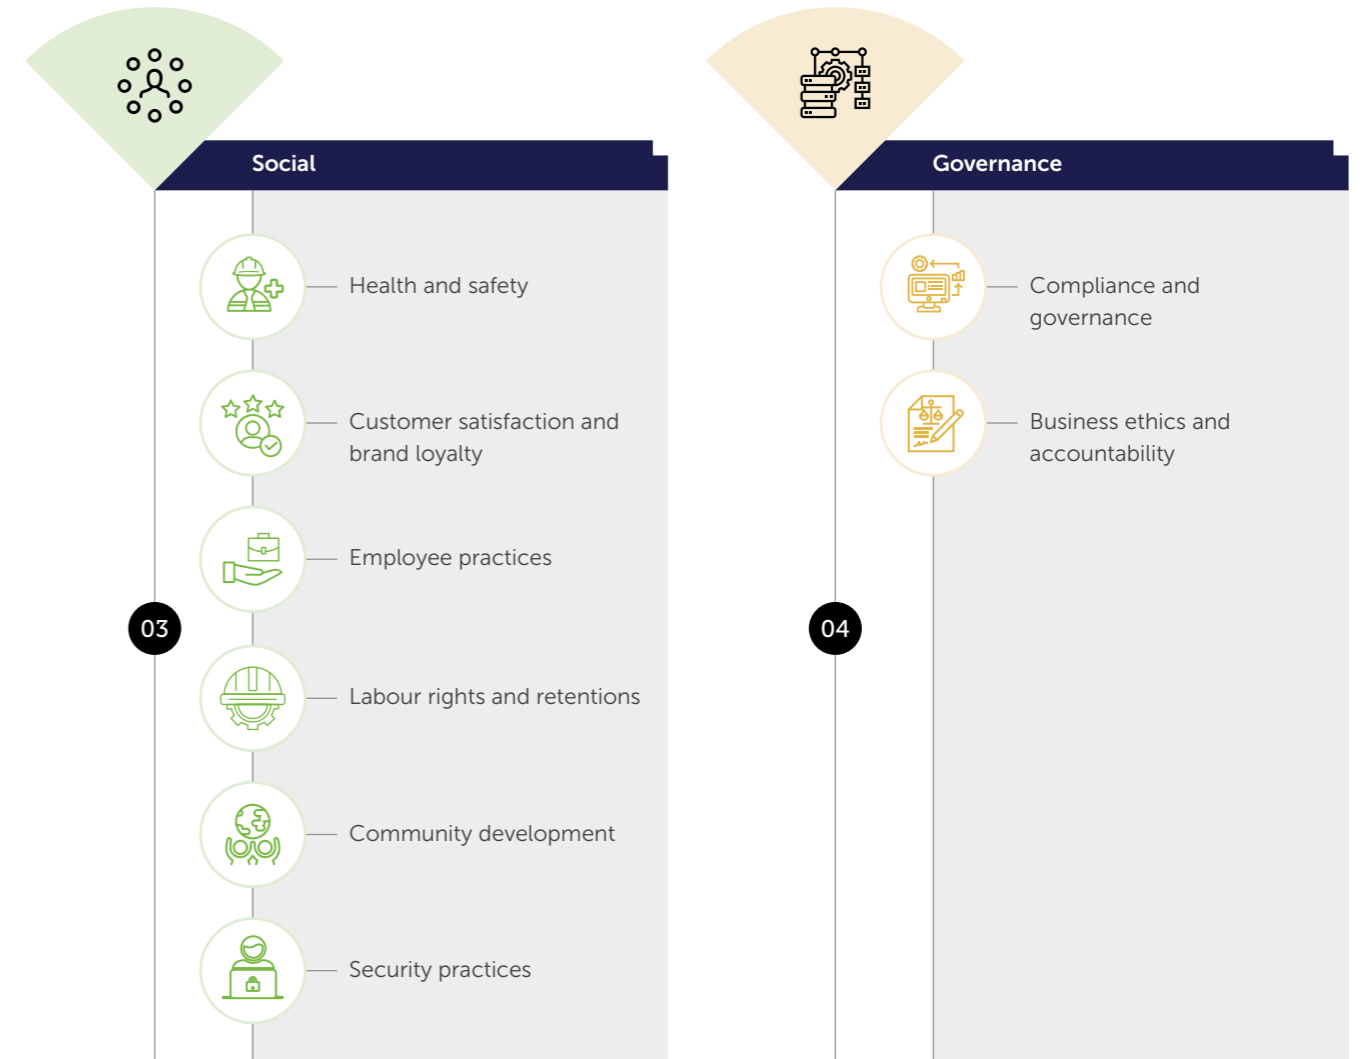 Social
Health and safety
Customer satisfaction and
brand loyalty
Employee practices
03
Labour rights and retentions
Community development
Security practices
Governance
Compliance and
governance
Business ethics and
accountability
04